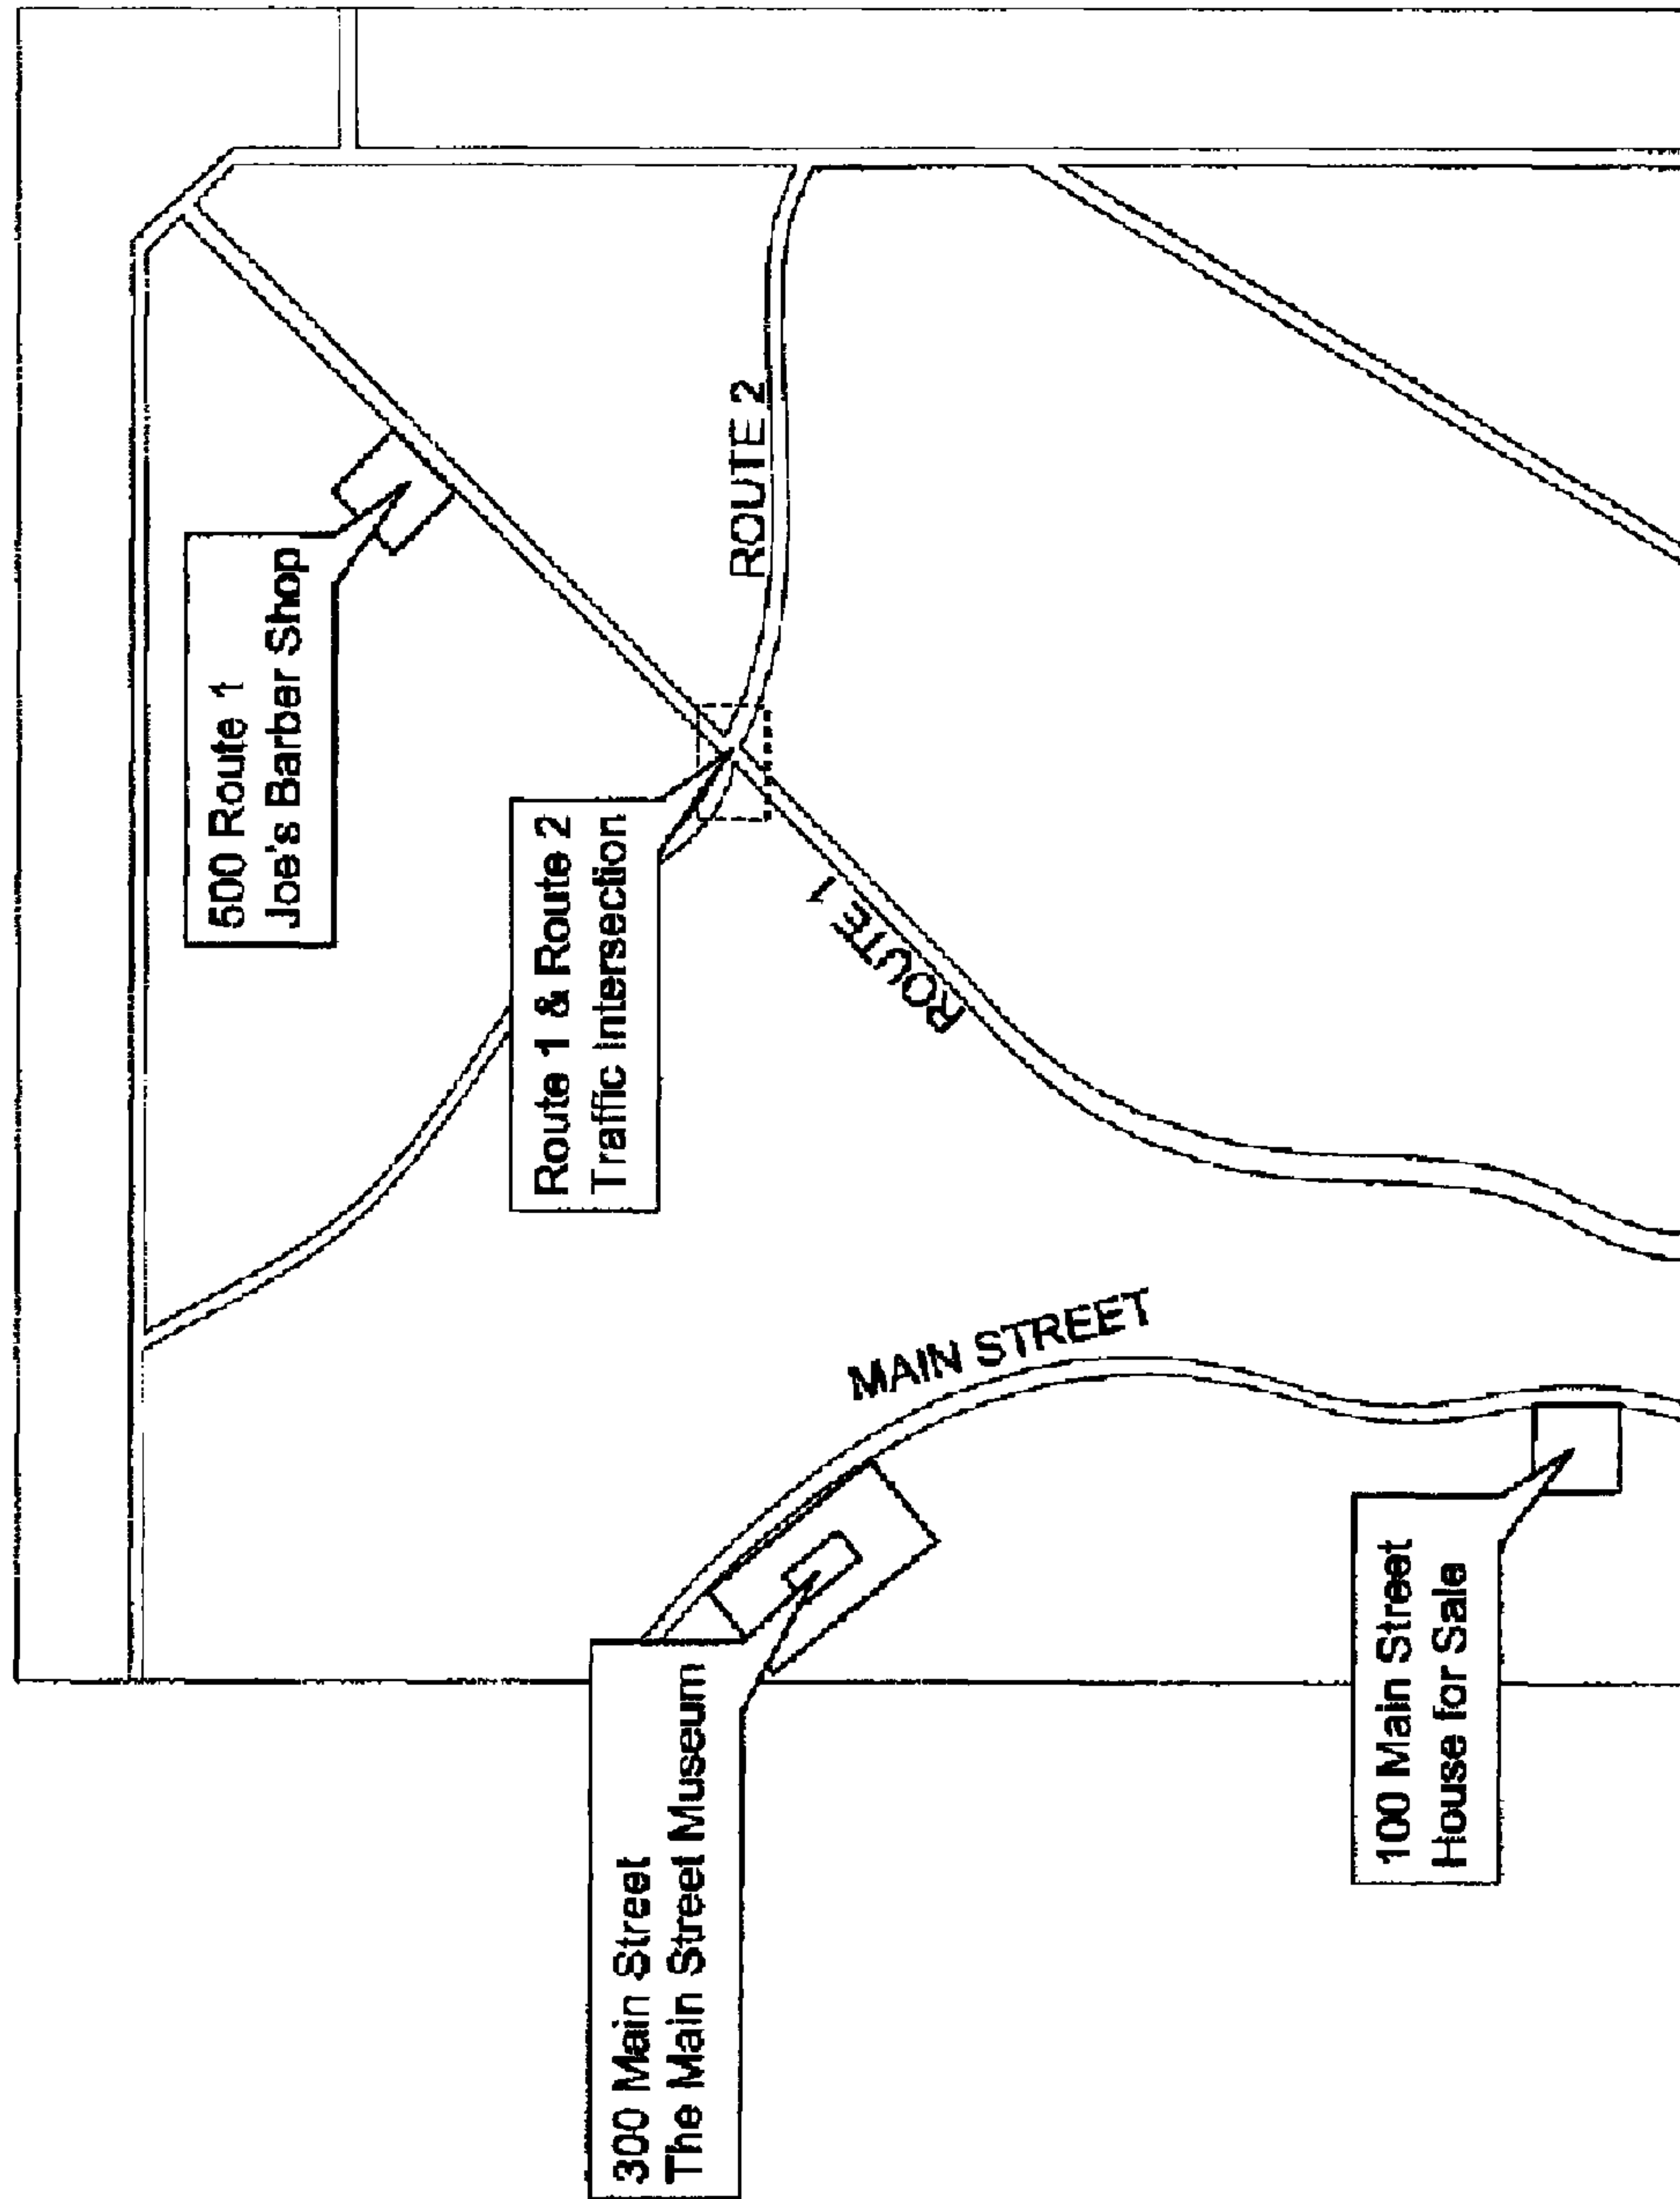 500 Route 1
Joe's Barber Shop
Route 1 & Route 2
Traffic Intersection
ROUTE 2
ROUTE 1
MAIN STREET
300 Main Street
The Main Street Museum
100 Main Street
House for Sale